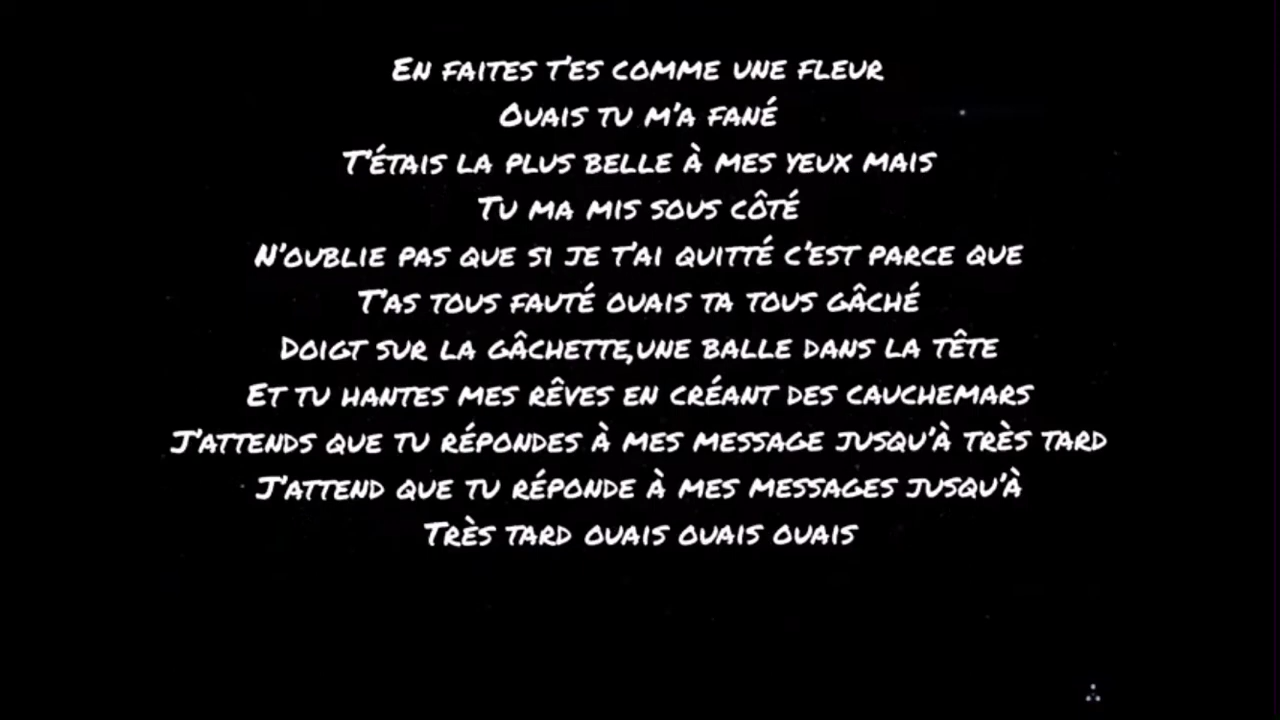 En faites t'es comme une fleur
Ouais tu m'a fané
T'étais la plus belle à mes yeux mais
Tu ma mis sous côté
N'oublie pas que si je t'ai quitté c'est parce que
T'as tous fauté ouais ta tous gâché
Doigt sur la gâchette,une balle dans la tête
Et tu hantes mes rêves en créant des cauchemars
J'attends que tu répondes à mes message jusqu'à très tard
J'attend que tu réponde à mes messages jusqu'à
Très tard ouais ouais ouais